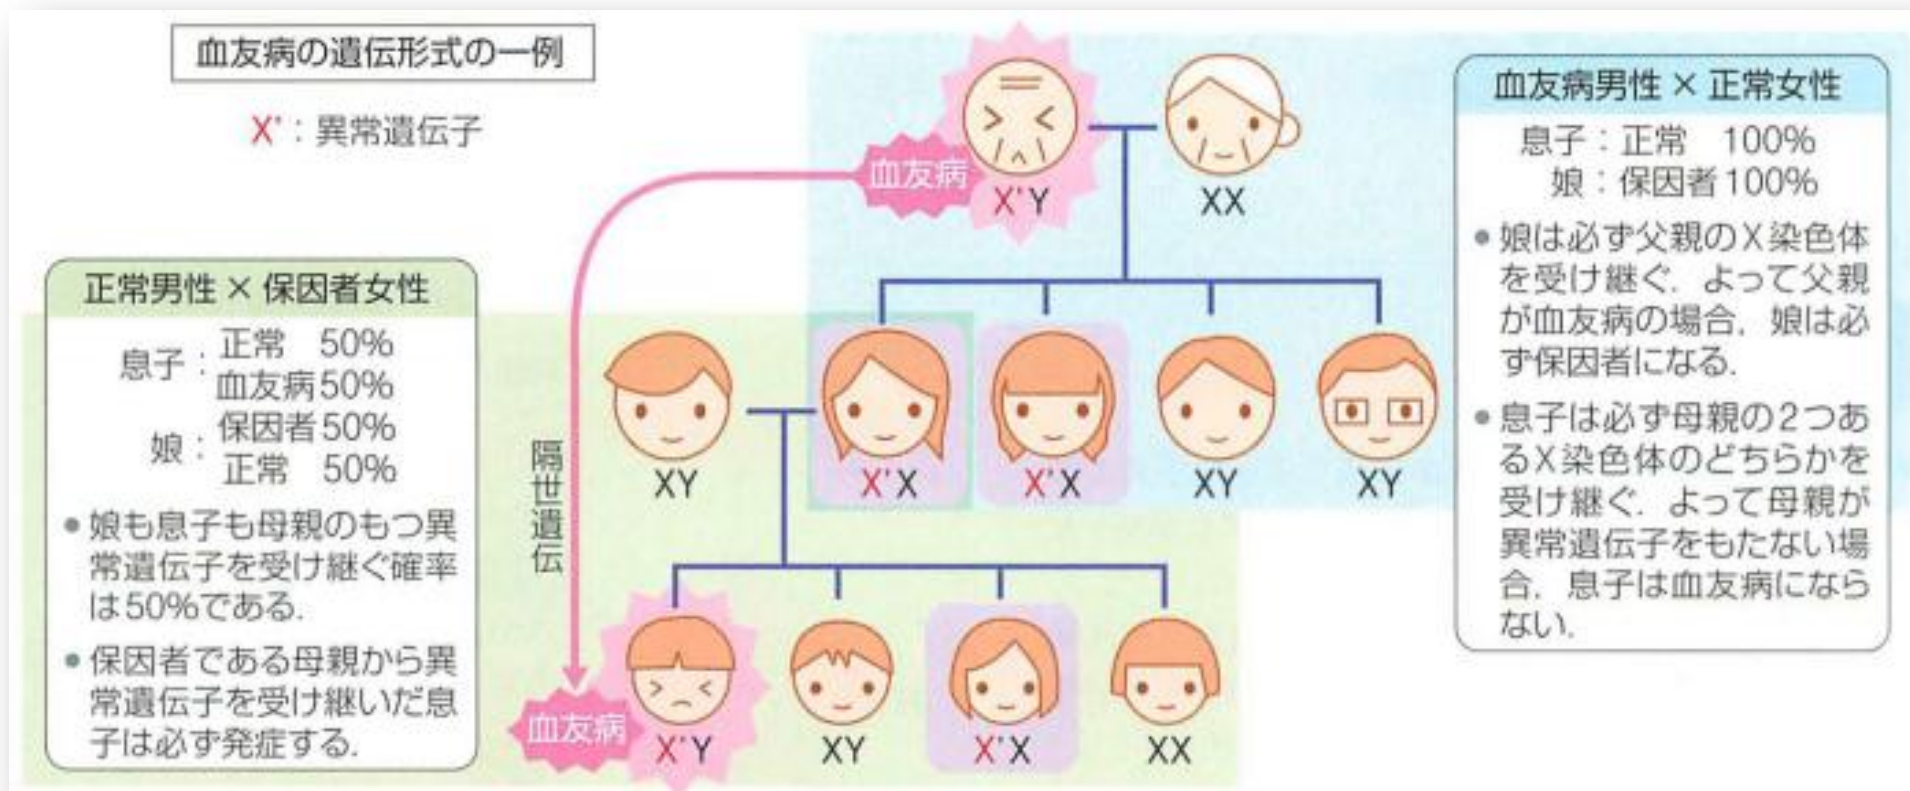 血友病の遺伝形式の一例
X'：異常遺伝子
血友病
X'Y
XX
血友病男性 × 正常女性
息子：正常 100%
娘：保因者100%
● 娘は必ず父親のX染色体
を受け継ぐ．よって父親
が血友病の場合，娘は必
ず保因者になる．
● 息子は必ず母親の2つあ
るX染色体のどちらかを
受け継ぐ．よって母親が
異常遺伝子をもたない場
合，息子は血友病になら
ない．
正常男性 × 保因者女性
息子：正常 50%
血友病50%
娘：保因者50%
正常 50%
● 娘も息子も母親のもつ異
常遺伝子を受け継ぐ確率
は50%である．
● 保因者である母親から異
常遺伝子を受け継いだ息
子は必ず発症する．
隔世遺伝
XY
X'X
X'X
XY
XY
血友病
X'Y
XY
X'X
XX